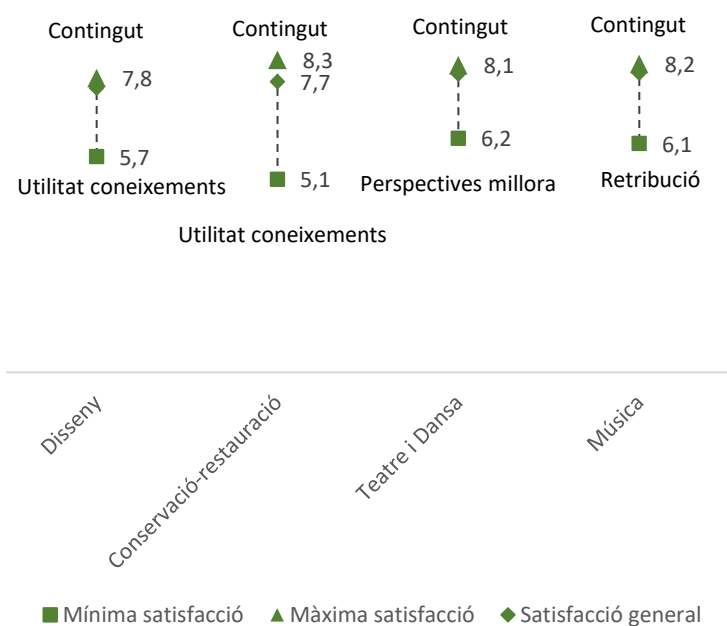 Contingut
Contingut
Contingut
Contingut
7,8
8,3
7,7
8,1
8,2
5,7
5,1
6,2
6,1
Utilitat coneixements
Utilitat coneixements
Perspectives millora
Retribució
Disseny
Conservació-restauració
Teatre i Dansa
Música
Mínima satisfacció
Màxima satisfacció
Satisfacció general